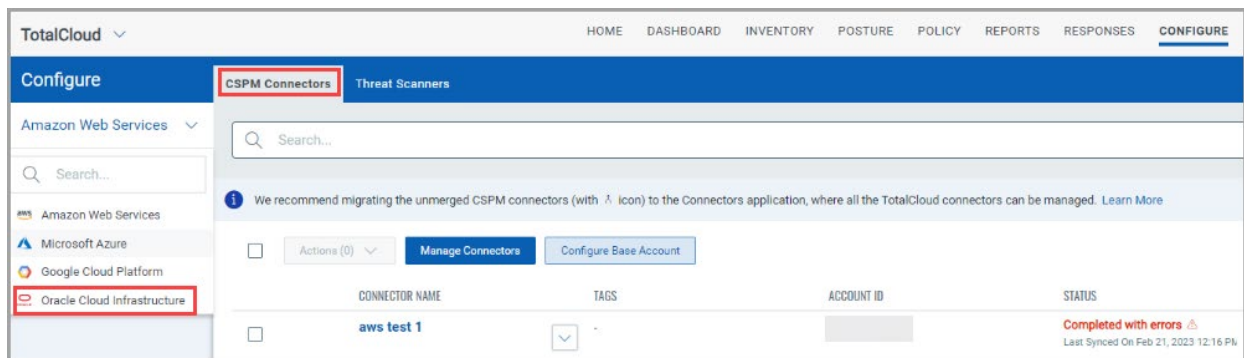 TotalCloud
HOME DASHBOARD INVENTORY POSTURE POLICY REPORTS RESPONSES CONFIGURE
Configure
CSPM Connectors Threat Scanners
Amazon Web Services
Search...
Search...
We recommend migrating the unmerged CSPM connectors (with icon) to the Connectors application, where all the TotalCloud connectors can be managed. Learn More
aws Amazon Web Services
Microsoft Azure
Google Cloud Platform
Oracle Cloud Infrastructure
Actions (0) Manage Connectors Configure Base Account
CONNECTOR NAME TAGS ACCOUNT ID STATUS
aws test 1 - Completed with errors
Last Synced On Feb 21, 2023 12:16 PM